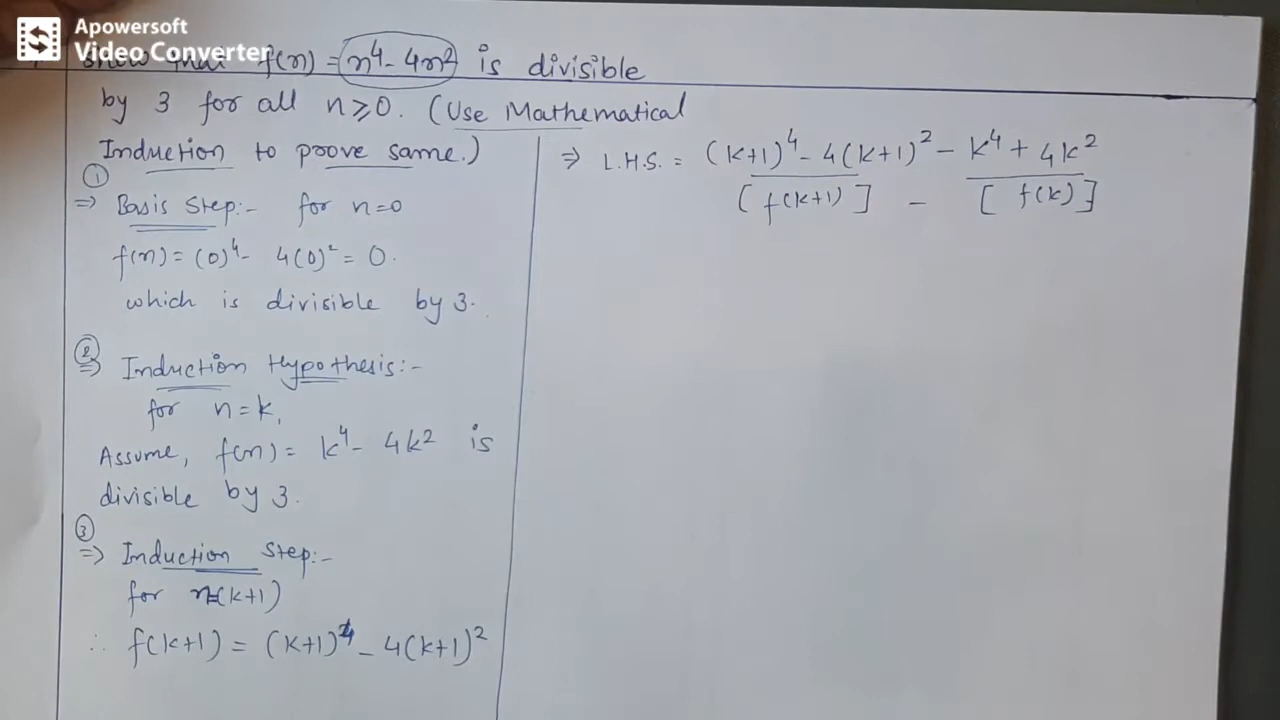 Apowersoft
Video Converter
show that f(n) = n⁴ - 4n² is divisible
by 3 for all n ≥ 0. (Use Mathematical
Induction to proove same.)
①
⇒ Basis Step:- for n=0
f(n) = (0)⁴ - 4(0)² = 0.
which is divisible by 3.
②
⇒ Induction Hypothesis:-
for n=k,
Assume, f(n) = k⁴ - 4k² is
divisible by 3.
③
⇒ Induction Step:-
for n=(k+1)
∴ f(k+1) = (k+1)⁴ - 4(k+1)²
⇒ L.H.S. = (k+1)⁴ - 4(k+1)² - k⁴ + 4k²
[f(k+1)] - [f(k)]